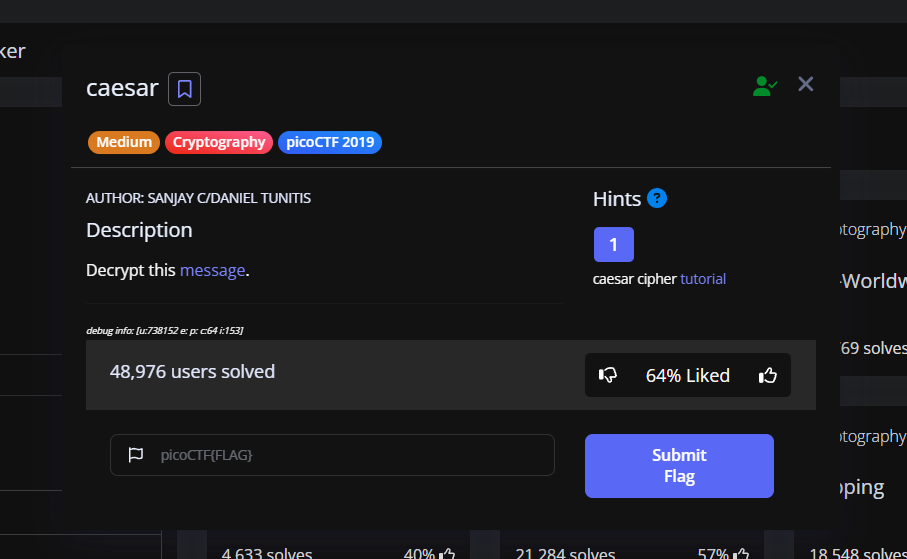 ker
caesar
Medium Cryptography picoCTF 2019
AUTHOR: SANJAY C/DANIEL TUNITIS
Description
Decrypt this message.
Hints ?
1
caesar cipher tutorial
debug info: [u:738152 e: p: c:64 i:153]
48,976 users solved
64% Liked
picoCTF{FLAG}
Submit
Flag
otography
-Worldw
69 solves
otography
pping
4,633 solves 40% 21,284 solves 57% 18,548 solves